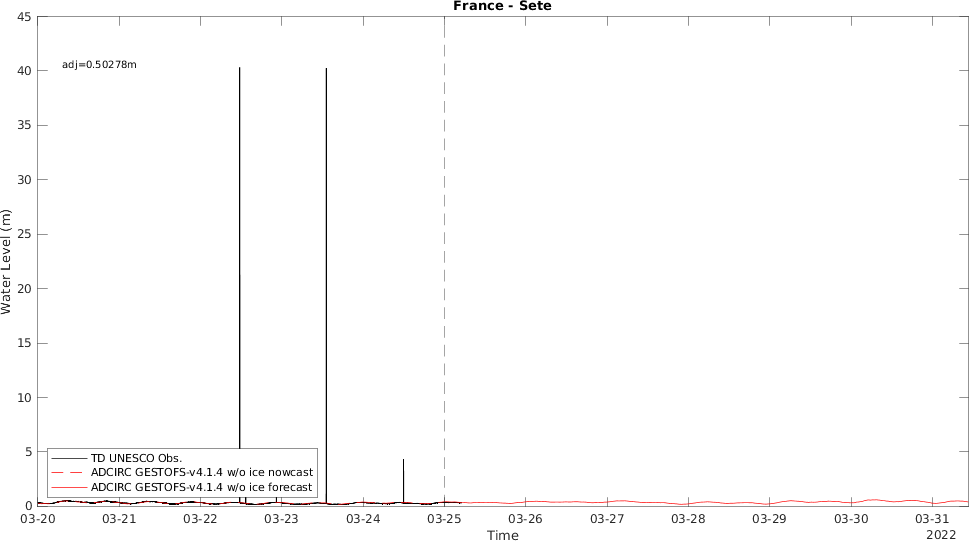 France - Sete
45
40
35
30
25
20
15
10
5
0
Water Level (m)
adj=0.50278m
TD UNESCO Obs.
ADCIRC GESTOFS-v4.1.4 w/o ice nowcast
ADCIRC GESTOFS-v4.1.4 w/o ice forecast
03-20 03-21 03-22 03-23 03-24 03-25 03-26 03-27 03-28 03-29 03-30 03-31
2022
Time